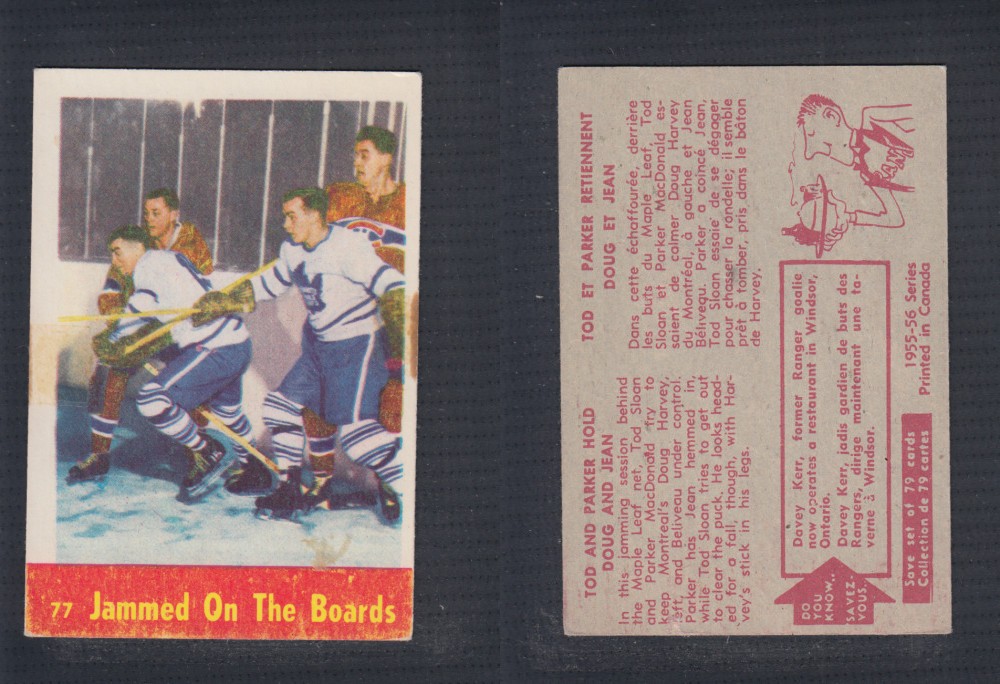 77 Jammed On The Boards
TOD AND PARKER HOLD
DOUG AND JEAN
In this jamming session behind
the Maple Leaf net, Tod Sloan
and Parker MacDonald try to
keep Montreal's Doug Harvey,
left, and Beliveau under control.
Parker has Jean hemmed in,
while Tod Sloan tries to get out
to clear the puck. He looks head-
ed for a fall, though, with Har-
vey's stick in his legs.
TOD ET PARKER RETIENNENT
DOUG ET JEAN
Dans cette échaffourée, derrière
les buts du Maple Leaf, Tod
Sloan et Parker MacDonald es-
saient de calmer Doug Harvey
du Montréal, à gauche et Jean
Béliveau. Parker a coincé Jean,
Tod Sloan essaie de se dégager
pour chasser la rondelle; il semble
prêt à tomber, pris dans le bâton
de Harvey.
DO
YOU
KNOW..
SAVEZ-
VOUS.
Davey Kerr, former Ranger goalie
now operates a restaurant in Windsor,
Ontario.
Davey Kerr, jadis gardien de buts des
Rangers, dirige maintenant une ta-
verne à Windsor.
Save set of 79 cards
Collection de 79 cartes
1955-56 Series
Printed in Canada